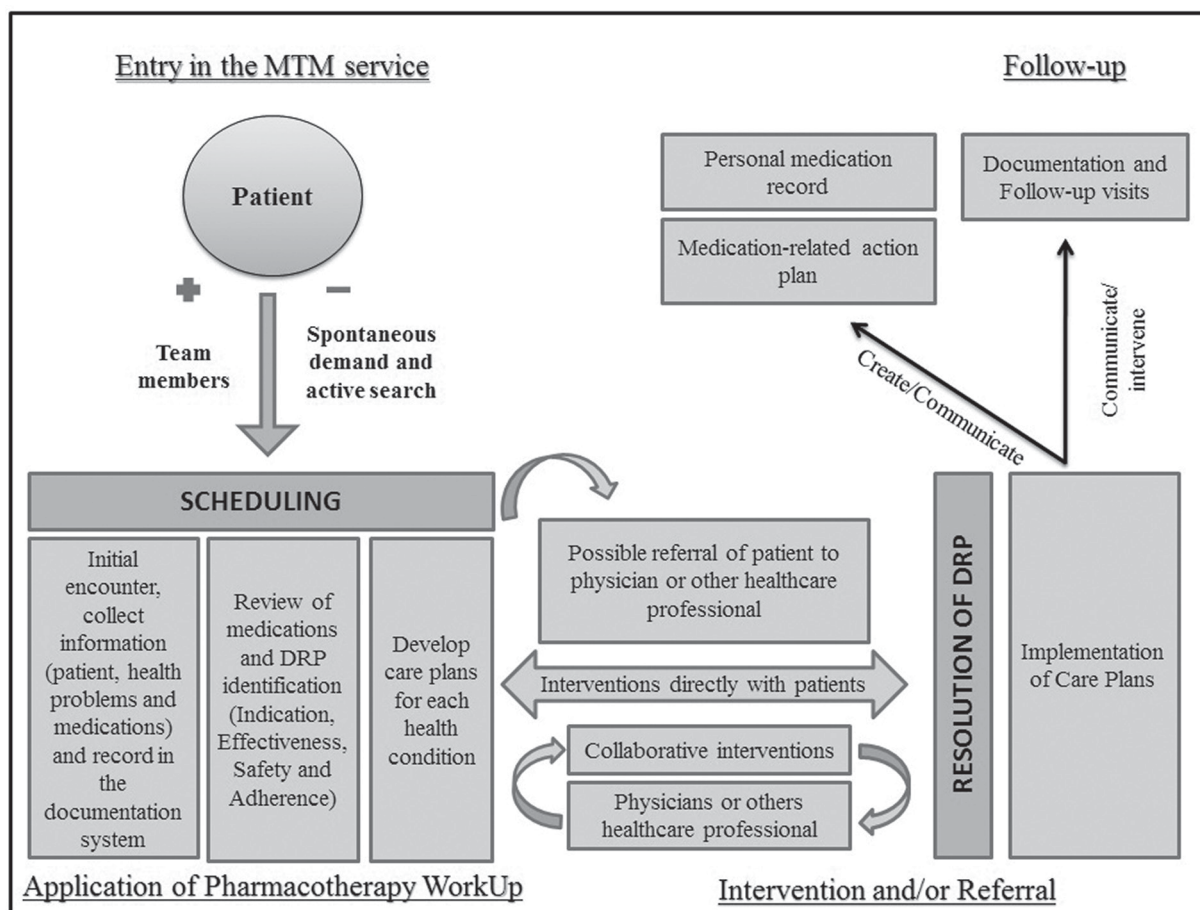 Entry in the MTM service
Patient
+
−
Team
members
Spontaneous
demand and
active search
SCHEDULING
Initial
encounter,
collect
information
(patient, health
problems and
medications)
and record in
the
documentation
system
Review of
medications
and DRP
identification
(Indication,
Effectiveness,
Safety and
Adherence)
Develop
care plans
for each
health
condition
Application of Pharmacotherapy WorkUp
Possible referral of patient to
physician or other healthcare
professional
Interventions directly with patients
Collaborative interventions
Physicians or others
healthcare professional
RESOLUTION OF DRP
Implementation
of Care Plans
Intervention and/or Referral
Create/Communicate
Communicate/
intervene
Follow-up
Personal medication
record
Medication-related action
plan
Documentation and
Follow-up visits